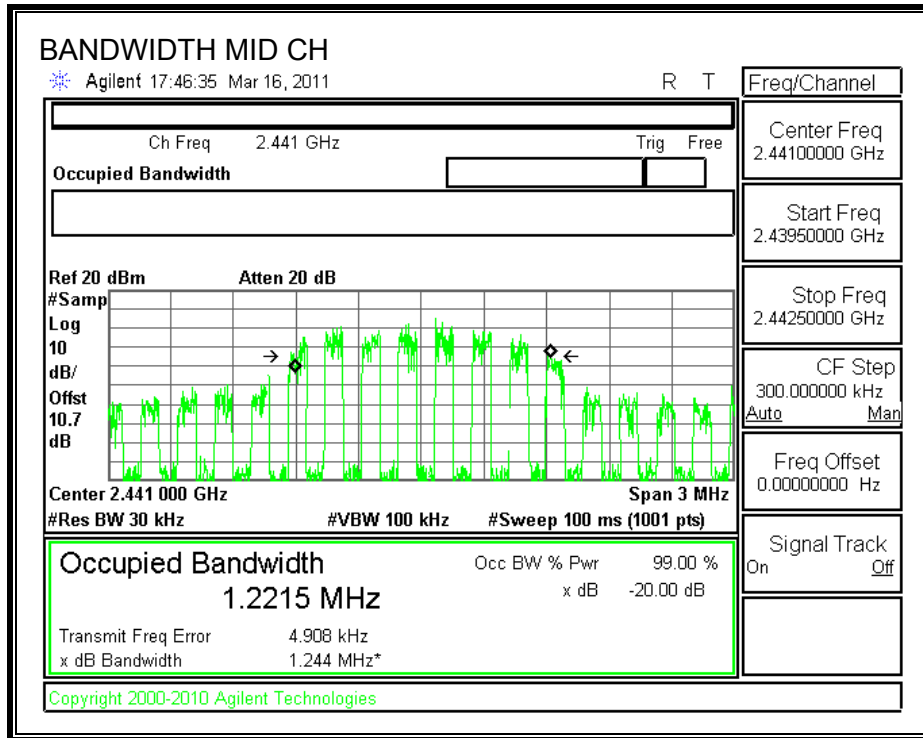 BANDWIDTH MID CH
Agilent 17:46:35 Mar 16, 2011 R T
Freq/Channel
Ch Freq 2.441 GHz Trig Free
Occupied Bandwidth
Center Freq
2.44100000 GHz
Start Freq
2.43950000 GHz
Stop Freq
2.44250000 GHz
CF Step
300.000000 kHz
Auto Man
Freq Offset
0.00000000 Hz
Signal Track
On Off
Ref 20 dBm Atten 20 dB
#Samp
Log
10
dB/
Offst
10.7
dB
Center 2.441 000 GHz Span 3 MHz
#Res BW 30 kHz #VBW 100 kHz #Sweep 100 ms (1001 pts)
Occupied Bandwidth Occ BW % Pwr 99.00 %
1.2215 MHz x dB -20.00 dB
Transmit Freq Error 4.908 kHz
x dB Bandwidth 1.244 MHz*
Copyright 2000-2010 Agilent Technologies